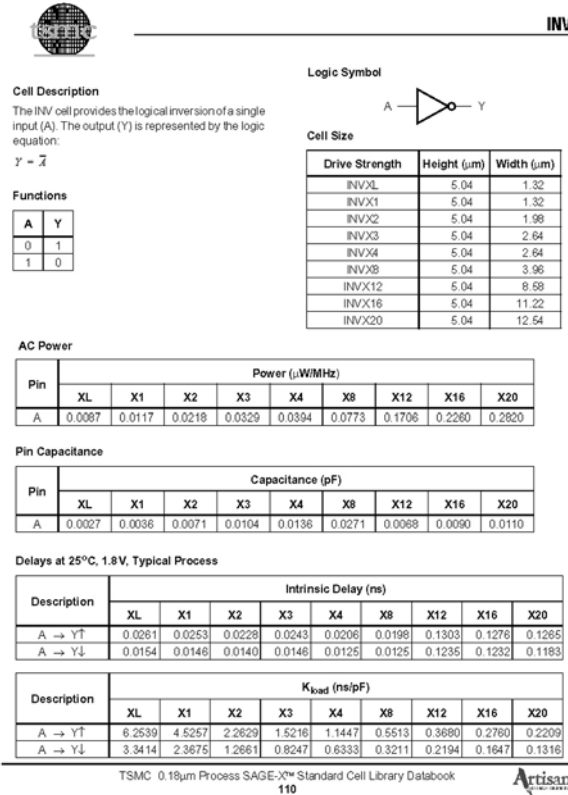 tsmc
INV
Cell Description
The INV cell provides the logical inversion of a single
input (A). The output (Y) is represented by the logic
equation:
Y = A̅
Functions
A Y
0 1
1 0
Logic Symbol
A Y
Cell Size
Drive Strength Height (μm) Width (μm)
INVXL 5.04 1.32
INVX1 5.04 1.32
INVX2 5.04 1.98
INVX3 5.04 2.64
INVX4 5.04 2.64
INVX8 5.04 3.96
INVX12 5.04 8.58
INVX16 5.04 11.22
INVX20 5.04 12.54
AC Power
Pin Power (μW/MHz)
XL X1 X2 X3 X4 X8 X12 X16 X20
A 0.0087 0.0117 0.0218 0.0329 0.0394 0.0773 0.1706 0.2260 0.2820
Pin Capacitance
Pin Capacitance (pF)
XL X1 X2 X3 X4 X8 X12 X16 X20
A 0.0027 0.0036 0.0071 0.0104 0.0136 0.0271 0.0068 0.0090 0.0110
Delays at 25°C, 1.8V, Typical Process
Description Intrinsic Delay (ns)
XL X1 X2 X3 X4 X8 X12 X16 X20
A → Y↑ 0.0261 0.0253 0.0228 0.0243 0.0206 0.0198 0.1303 0.1276 0.1265
A → Y↓ 0.0154 0.0146 0.0140 0.0146 0.0125 0.0125 0.1235 0.1232 0.1183
Description Kload (ns/pF)
XL X1 X2 X3 X4 X8 X12 X16 X20
A → Y↑ 6.2539 4.5257 2.2629 1.5216 1.1447 0.5513 0.3680 0.2760 0.2209
A → Y↓ 3.3414 2.3675 1.2661 0.8247 0.6333 0.3211 0.2194 0.1647 0.1316
TSMC 0.18μm Process SAGE-X™ Standard Cell Library Databook
110
Artisan